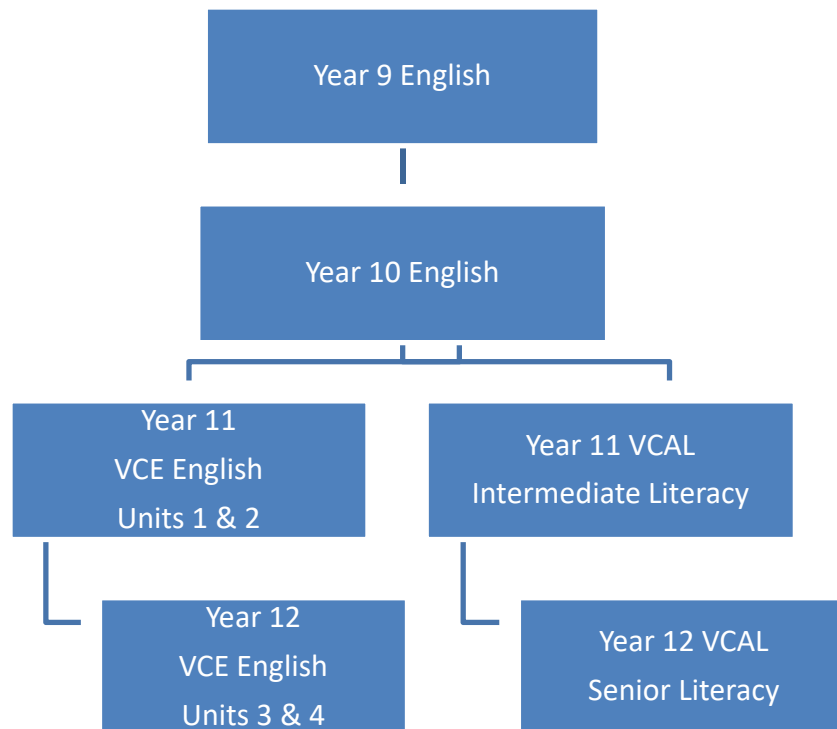 Year 9 English
Year 10 English
Year 11
VCE English
Units 1 & 2
Year 11 VCAL
Intermediate Literacy
Year 12
VCE English
Units 3 & 4
Year 12 VCAL
Senior Literacy